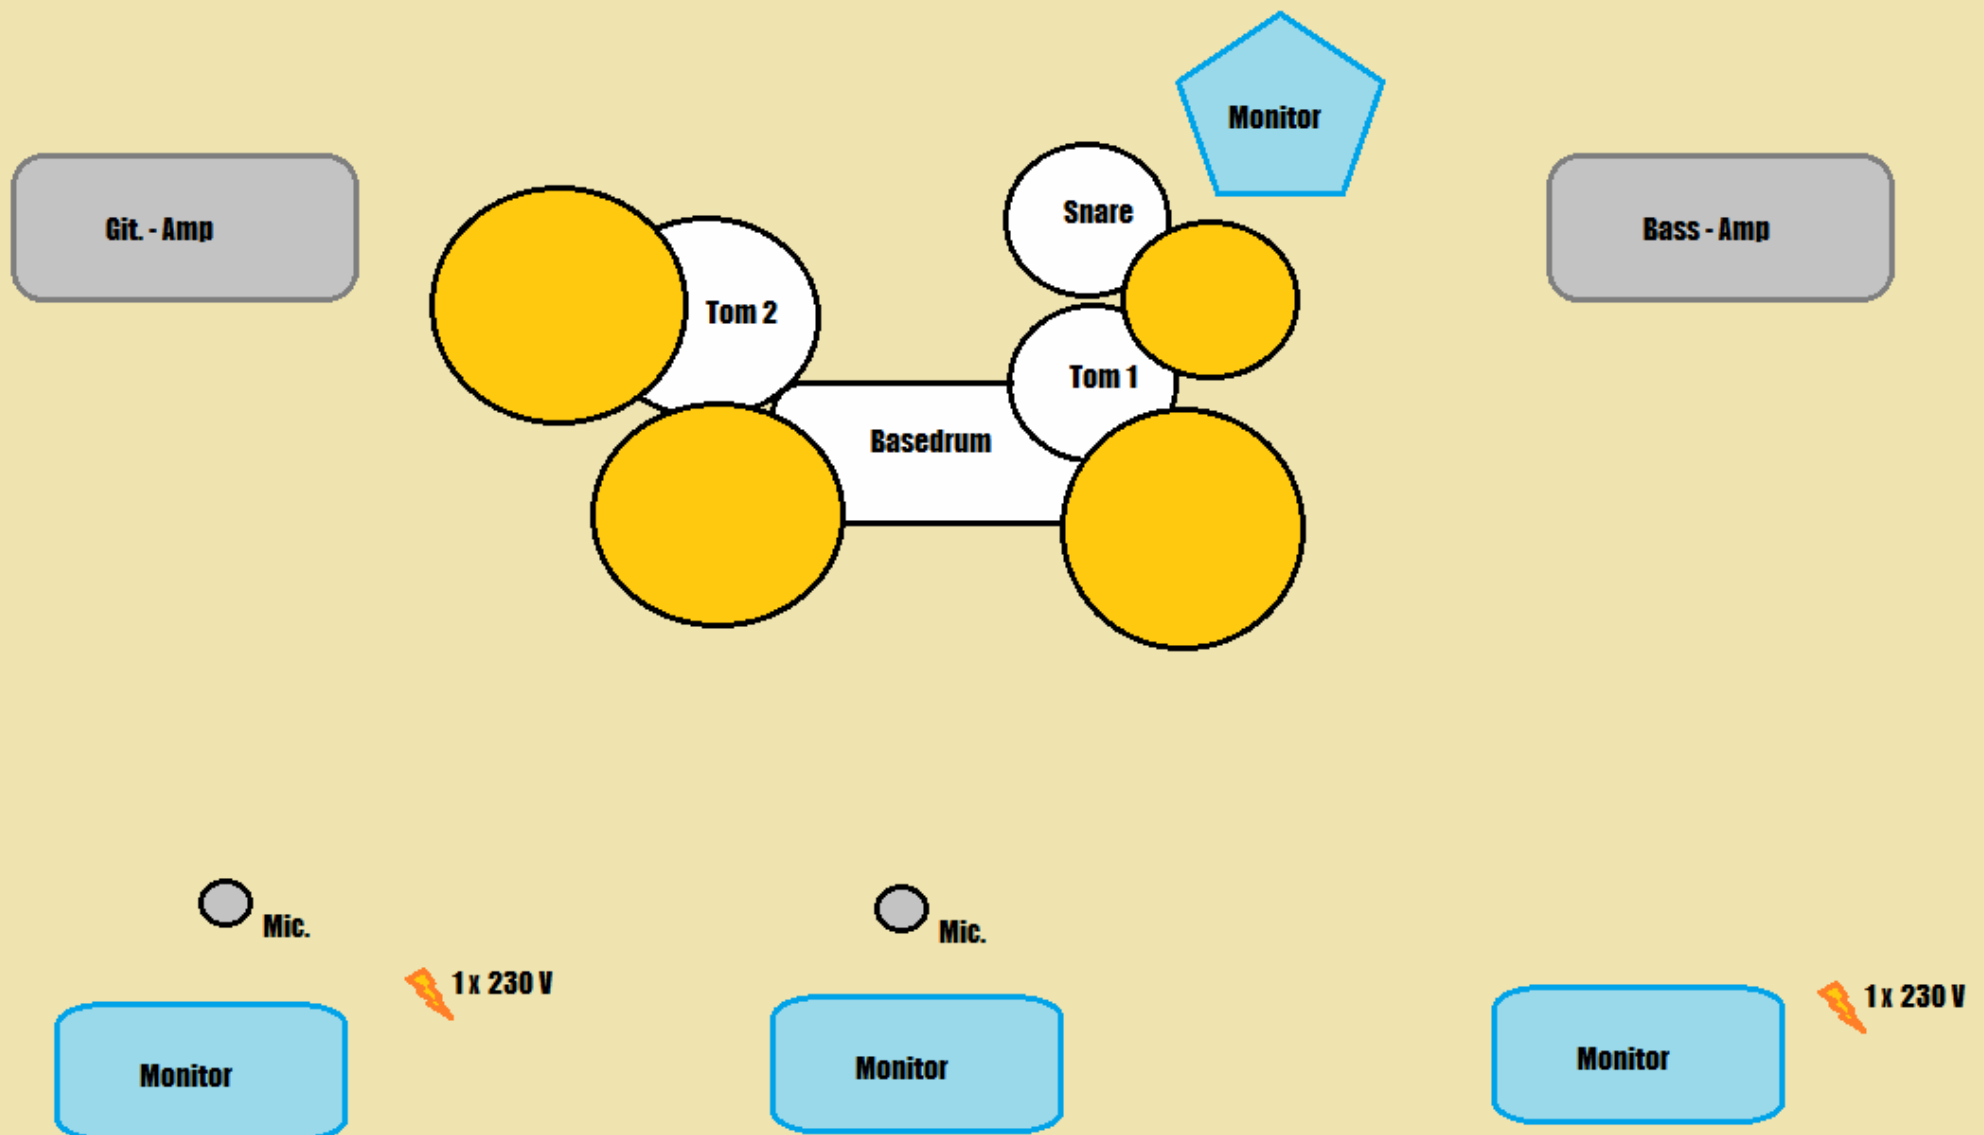 Monitor
Snare
Git. - Amp
Bass - Amp
Tom 2
Tom 1
Basedrum
Mic.
Mic.
1 x 230 V
1 x 230 V
Monitor
Monitor
Monitor